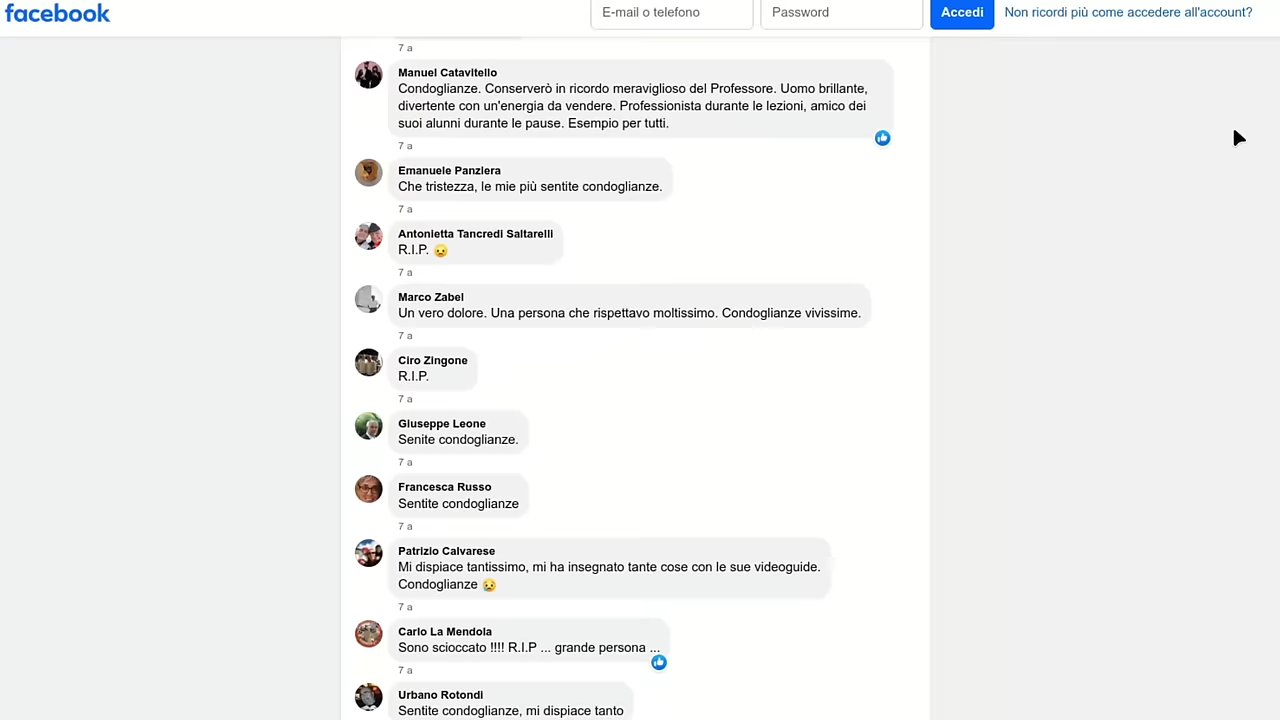 facebook
E-mail o telefono
Password
Accedi
Non ricordi più come accedere all'account?
7 a
Manuel Catavitello
Condoglianze. Conserverò in ricordo meraviglioso del Professore. Uomo brillante,
divertente con un'energia da vendere. Professionista durante le lezioni, amico dei
suoi alunni durante le pause. Esempio per tutti.
7 a
Emanuele Panziera
Che tristezza, le mie più sentite condoglianze.
7 a
Antonietta Tancredi Saltarelli
R.I.P. 😢
7 a
Marco Zabel
Un vero dolore. Una persona che rispettavo moltissimo. Condoglianze vivissime.
7 a
Ciro Zingone
R.I.P.
7 a
Giuseppe Leone
Senite condoglianze.
7 a
Francesca Russo
Sentite condoglianze
7 a
Patrizio Calvarese
Mi dispiace tantissimo, mi ha insegnato tante cose con le sue videoguide.
Condoglianze 😢
7 a
Carlo La Mendola
Sono scioccato !!!! R.I.P ... grande persona ...
7 a
Urbano Rotondi
Sentite condoglianze, mi dispiace tanto